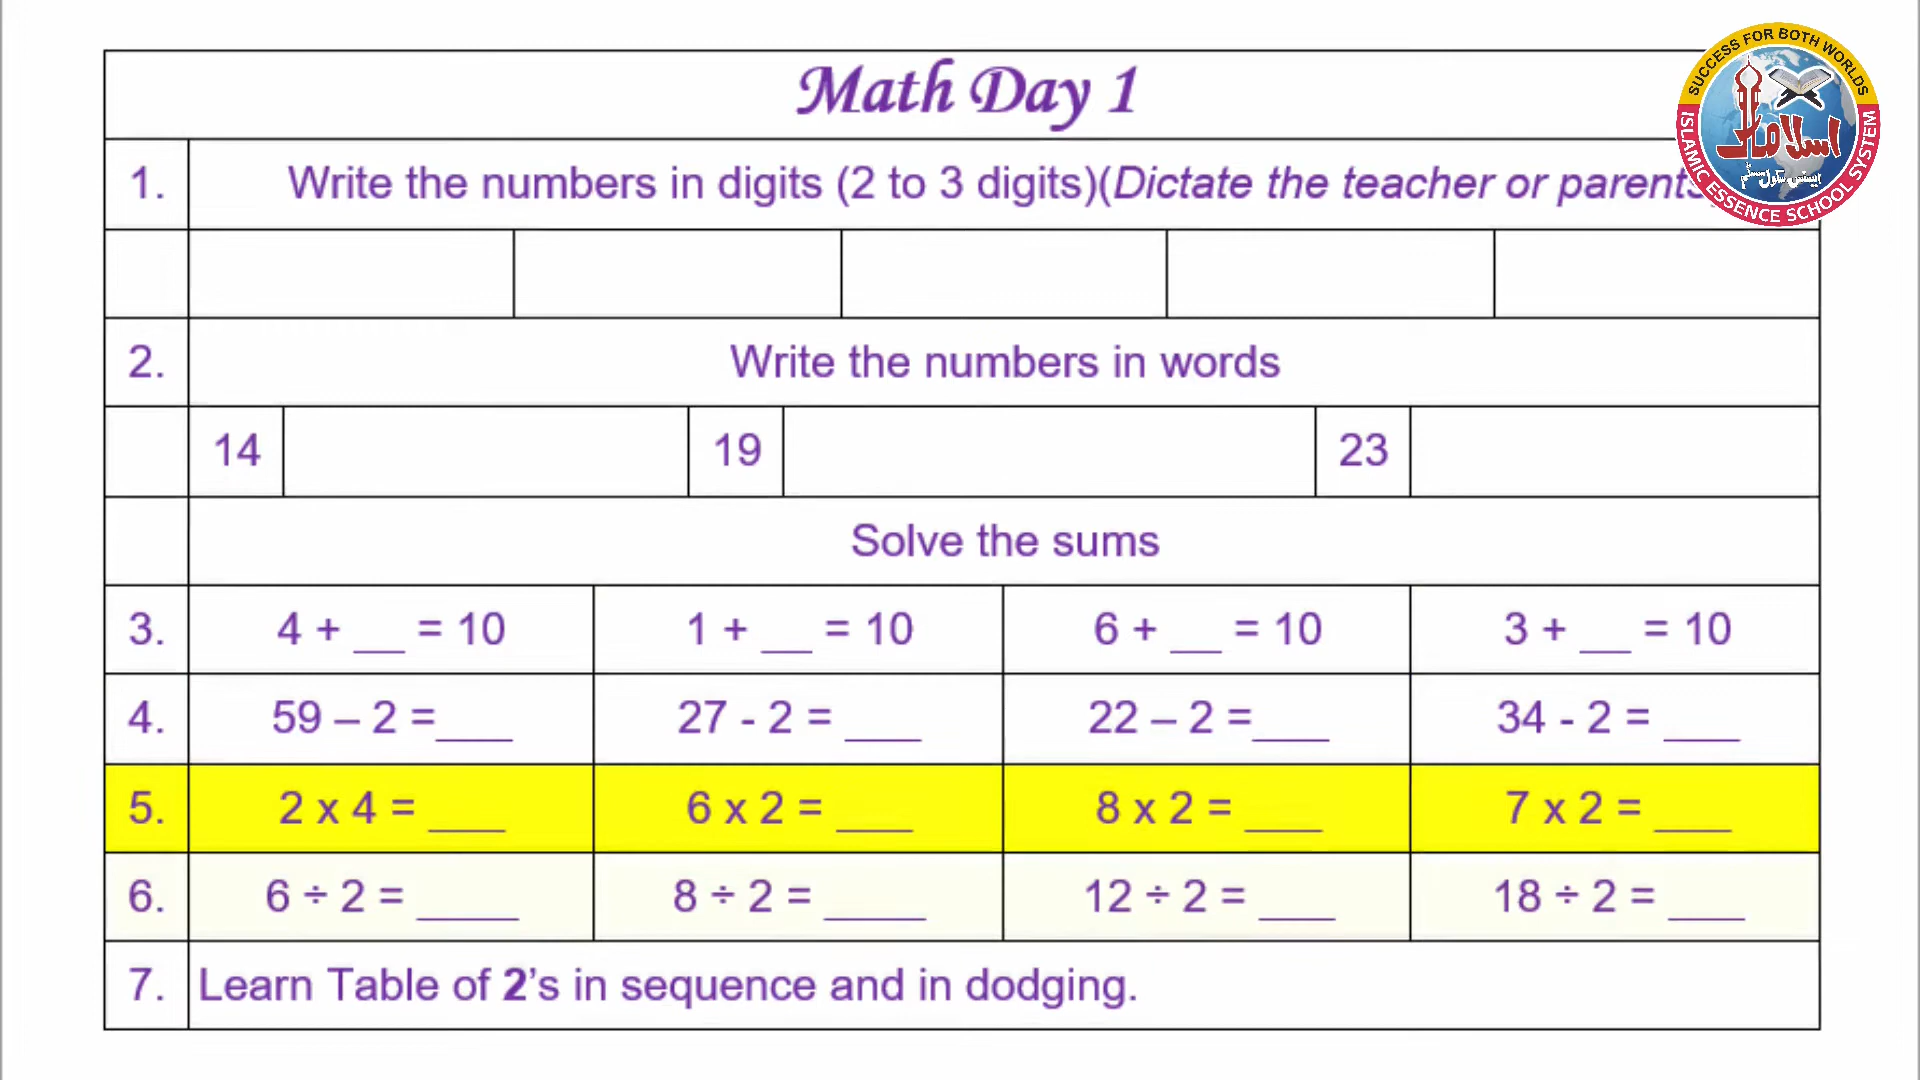 Math Day 1
SUCCESS FOR BOTH WORLDS
اسلامک
ایسنس سکول سسٹم
ISLAMIC ESSENCE SCHOOL SYSTEM
1. Write the numbers in digits (2 to 3 digits)(Dictate the teacher or parents
2. Write the numbers in words
14 19 23
Solve the sums
3. 4 + __ = 10 1 + __ = 10 6 + __ = 10 3 + __ = 10
4. 59 – 2 =___ 27 - 2 = ___ 22 – 2 =___ 34 - 2 = ___
5. 2 x 4 = ___ 6 x 2 = ___ 8 x 2 = ___ 7 x 2 = ___
6. 6 ÷ 2 = ____ 8 ÷ 2 = ____ 12 ÷ 2 = ___ 18 ÷ 2 = ___
7. Learn Table of 2’s in sequence and in dodging.